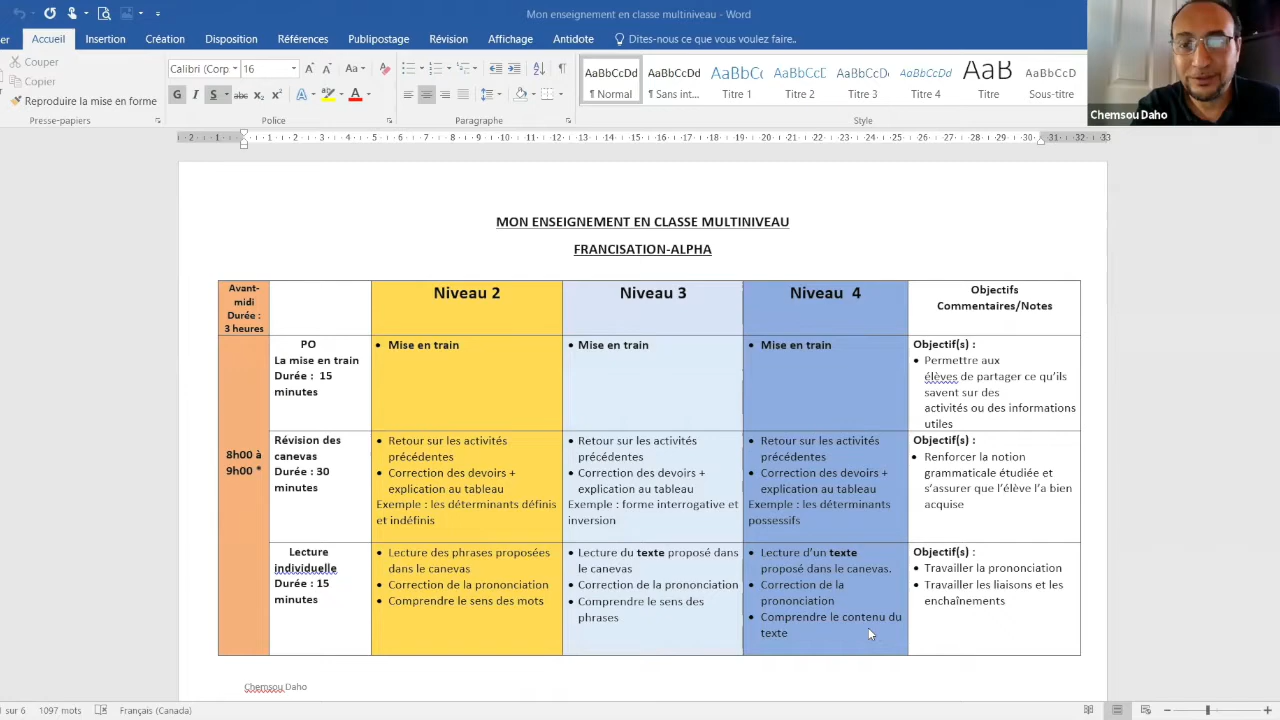 Mon enseignement en classe multiniveau - Word
Accueil Insertion Création Disposition Références Publipostage Révision Affichage Antidote Dites-nous ce que vous voulez faire..
Couper
Copier
Reproduire la mise en forme
Presse-papiers
Calibri (Corp 16
G I S abc x₂ x² A A
Police
Paragraphe
AaBbCcDd
¶ Normal
AaBbCcDd
¶ Sans int...
AaBbC
Titre 1
AaBbCcD
Titre 2
AaBbCcD
Titre 3
AaBbCcDd
Titre 4
AaB
Titre
AaBbCcD
Sous-titre
Style
Chemsou Daho
MON ENSEIGNEMENT EN CLASSE MULTINIVEAU
FRANCISATION-ALPHA
Avant-
midi
Durée :
3 heures
Niveau 2
Niveau 3
Niveau 4
Objectifs
Commentaires/Notes
8h00 à
9h00 *
PO
La mise en train
Durée : 15
minutes
• Mise en train
• Mise en train
• Mise en train
Objectif(s) :
• Permettre aux
élèves de partager ce qu’ils
savent sur des
activités ou des informations
utiles
Révision des
canevas
Durée : 30
minutes
• Retour sur les activités
précédentes
• Correction des devoirs +
explication au tableau
Exemple : les déterminants définis
et indéfinis
• Retour sur les activités
précédentes
• Correction des devoirs +
explication au tableau
Exemple : forme interrogative et
inversion
• Retour sur les activités
précédentes
• Correction des devoirs +
explication au tableau
Exemple : les déterminants
possessifs
Objectif(s) :
• Renforcer la notion
grammaticale étudiée et
s’assurer que l’élève l’a bien
acquise
Lecture
individuelle
Durée : 15
minutes
• Lecture des phrases proposées
dans le canevas
• Correction de la prononciation
• Comprendre le sens des mots
• Lecture du texte proposé dans
le canevas
• Correction de la prononciation
• Comprendre le sens des
phrases
• Lecture d’un texte
proposé dans le canevas.
• Correction de la
prononciation
• Comprendre le contenu du
texte
Objectif(s) :
• Travailler la prononciation
• Travailler les liaisons et les
enchaînements
Chemsou Daho
sur 6 1097 mots Français (Canada)